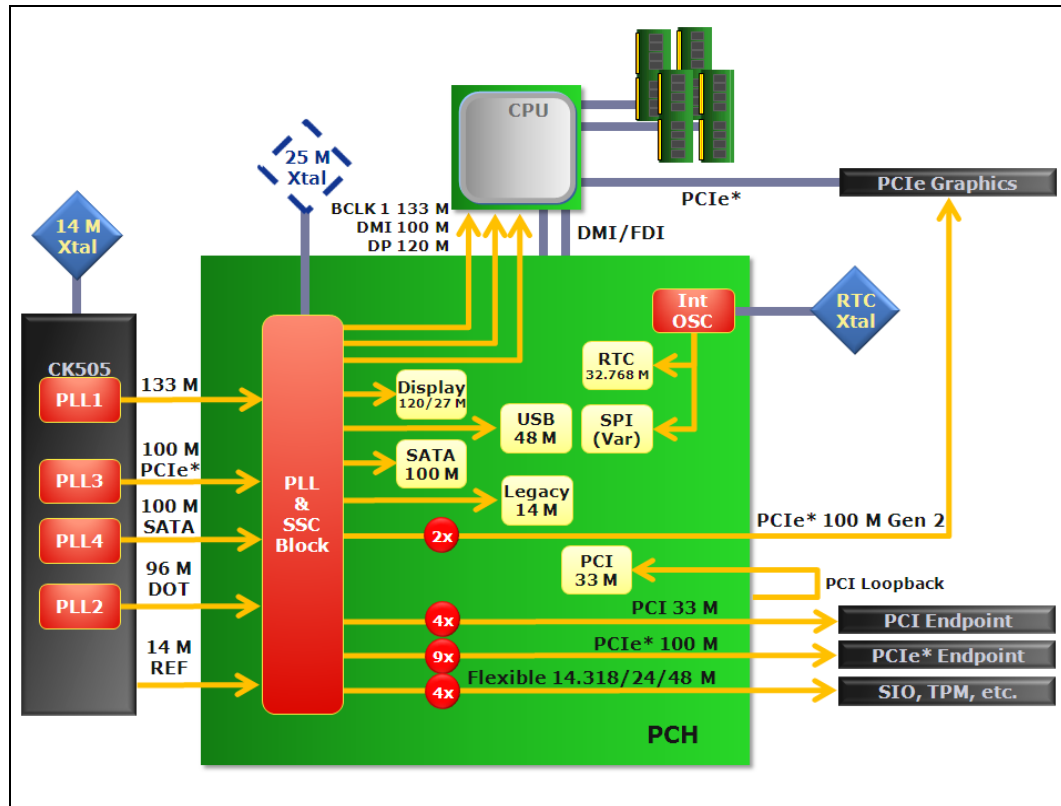 CPU
25 M
Xtal
PCIe*
PCIe Graphics
BCLK 1 133 M
DMI 100 M
DP 120 M
DMI/FDI
14 M
Xtal
Int
OSC
RTC
Xtal
CK505
PLL1
133 M
Display
120/27 M
RTC
32.768 M
USB
48 M
SPI
(Var)
PLL3
100 M
PCIe*
SATA
100 M
PLL
&
SSC
Block
Legacy
14 M
PLL4
100 M
SATA
2x
PCIe* 100 M Gen 2
PLL2
96 M
DOT
PCI
33 M
PCI Loopback
4x
PCI 33 M
PCI Endpoint
14 M
REF
9x
PCIe* 100 M
PCIe* Endpoint
4x
Flexible 14.318/24/48 M
SIO, TPM, etc.
PCH